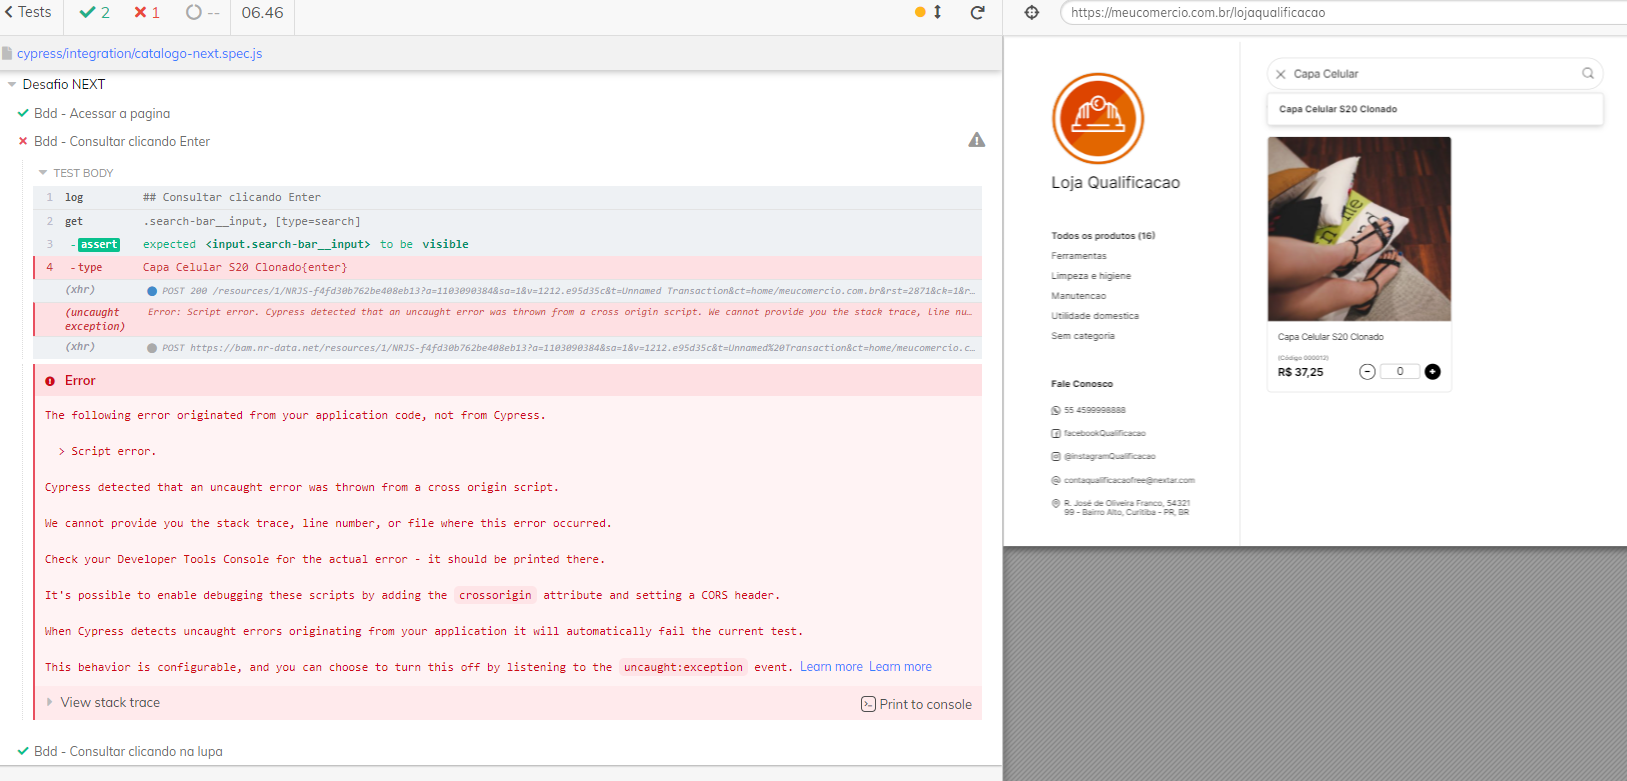 Tests
2
1
--
06.46
https://meucomercio.com.br/lojaqualificacao
cypress/integration/catalogo-next.spec.js
Desafio NEXT
Bdd - Acessar a pagina
Bdd - Consultar clicando Enter
TEST BODY
1 log ## Consultar clicando Enter
2 get .search-bar__input, [type=search]
3 -assert expected <input.search-bar__input> to be visible
4 -type Capa Celular S20 Clonado{enter}
(xhr) POST 200 /resources/1/NRJS-f4fd30b762be408eb13?a=1103090384&sa=1&v=1212.e95d35c&t=Unnamed Transaction&ct=home/meucomercio.com.br&rst=2871&ck=1&r…
(uncaught exception) Error: Script error. Cypress detected that an uncaught error was thrown from a cross origin script. We cannot provide you the stack trace, line nu…
(xhr) POST https://bam.nr-data.net/resources/1/NRJS-f4fd30b762be408eb13?a=1103090384&sa=1&v=1212.e95d35c&t=Unnamed%20Transaction&ct=home/meucomercio.c…
Error
The following error originated from your application code, not from Cypress.
> Script error.
Cypress detected that an uncaught error was thrown from a cross origin script.
We cannot provide you the stack trace, line number, or file where this error occurred.
Check your Developer Tools Console for the actual error - it should be printed there.
It's possible to enable debugging these scripts by adding the crossorigin attribute and setting a CORS header.
When Cypress detects uncaught errors originating from your application it will automatically fail the current test.
This behavior is configurable, and you can choose to turn this off by listening to the uncaught:exception event. Learn more Learn more
View stack trace
Print to console
Bdd - Consultar clicando na lupa
Loja Qualificacao
Todos os produtos (16)
Ferramentas
Limpeza e higiene
Manutencao
Utilidade domestica
Sem categoria
Fale Conosco
55 4599998888
facebookQualificacao
@instagramQualificacao
contaqualificacaofree@nextar.com
R. José de Oliveira Franco, 54321
99 - Bairro Alto, Curitiba - PR, BR
Capa Celular
Capa Celular S20 Clonado
Capa Celular S20 Clonado
(Código 000012)
R$ 37,25
0